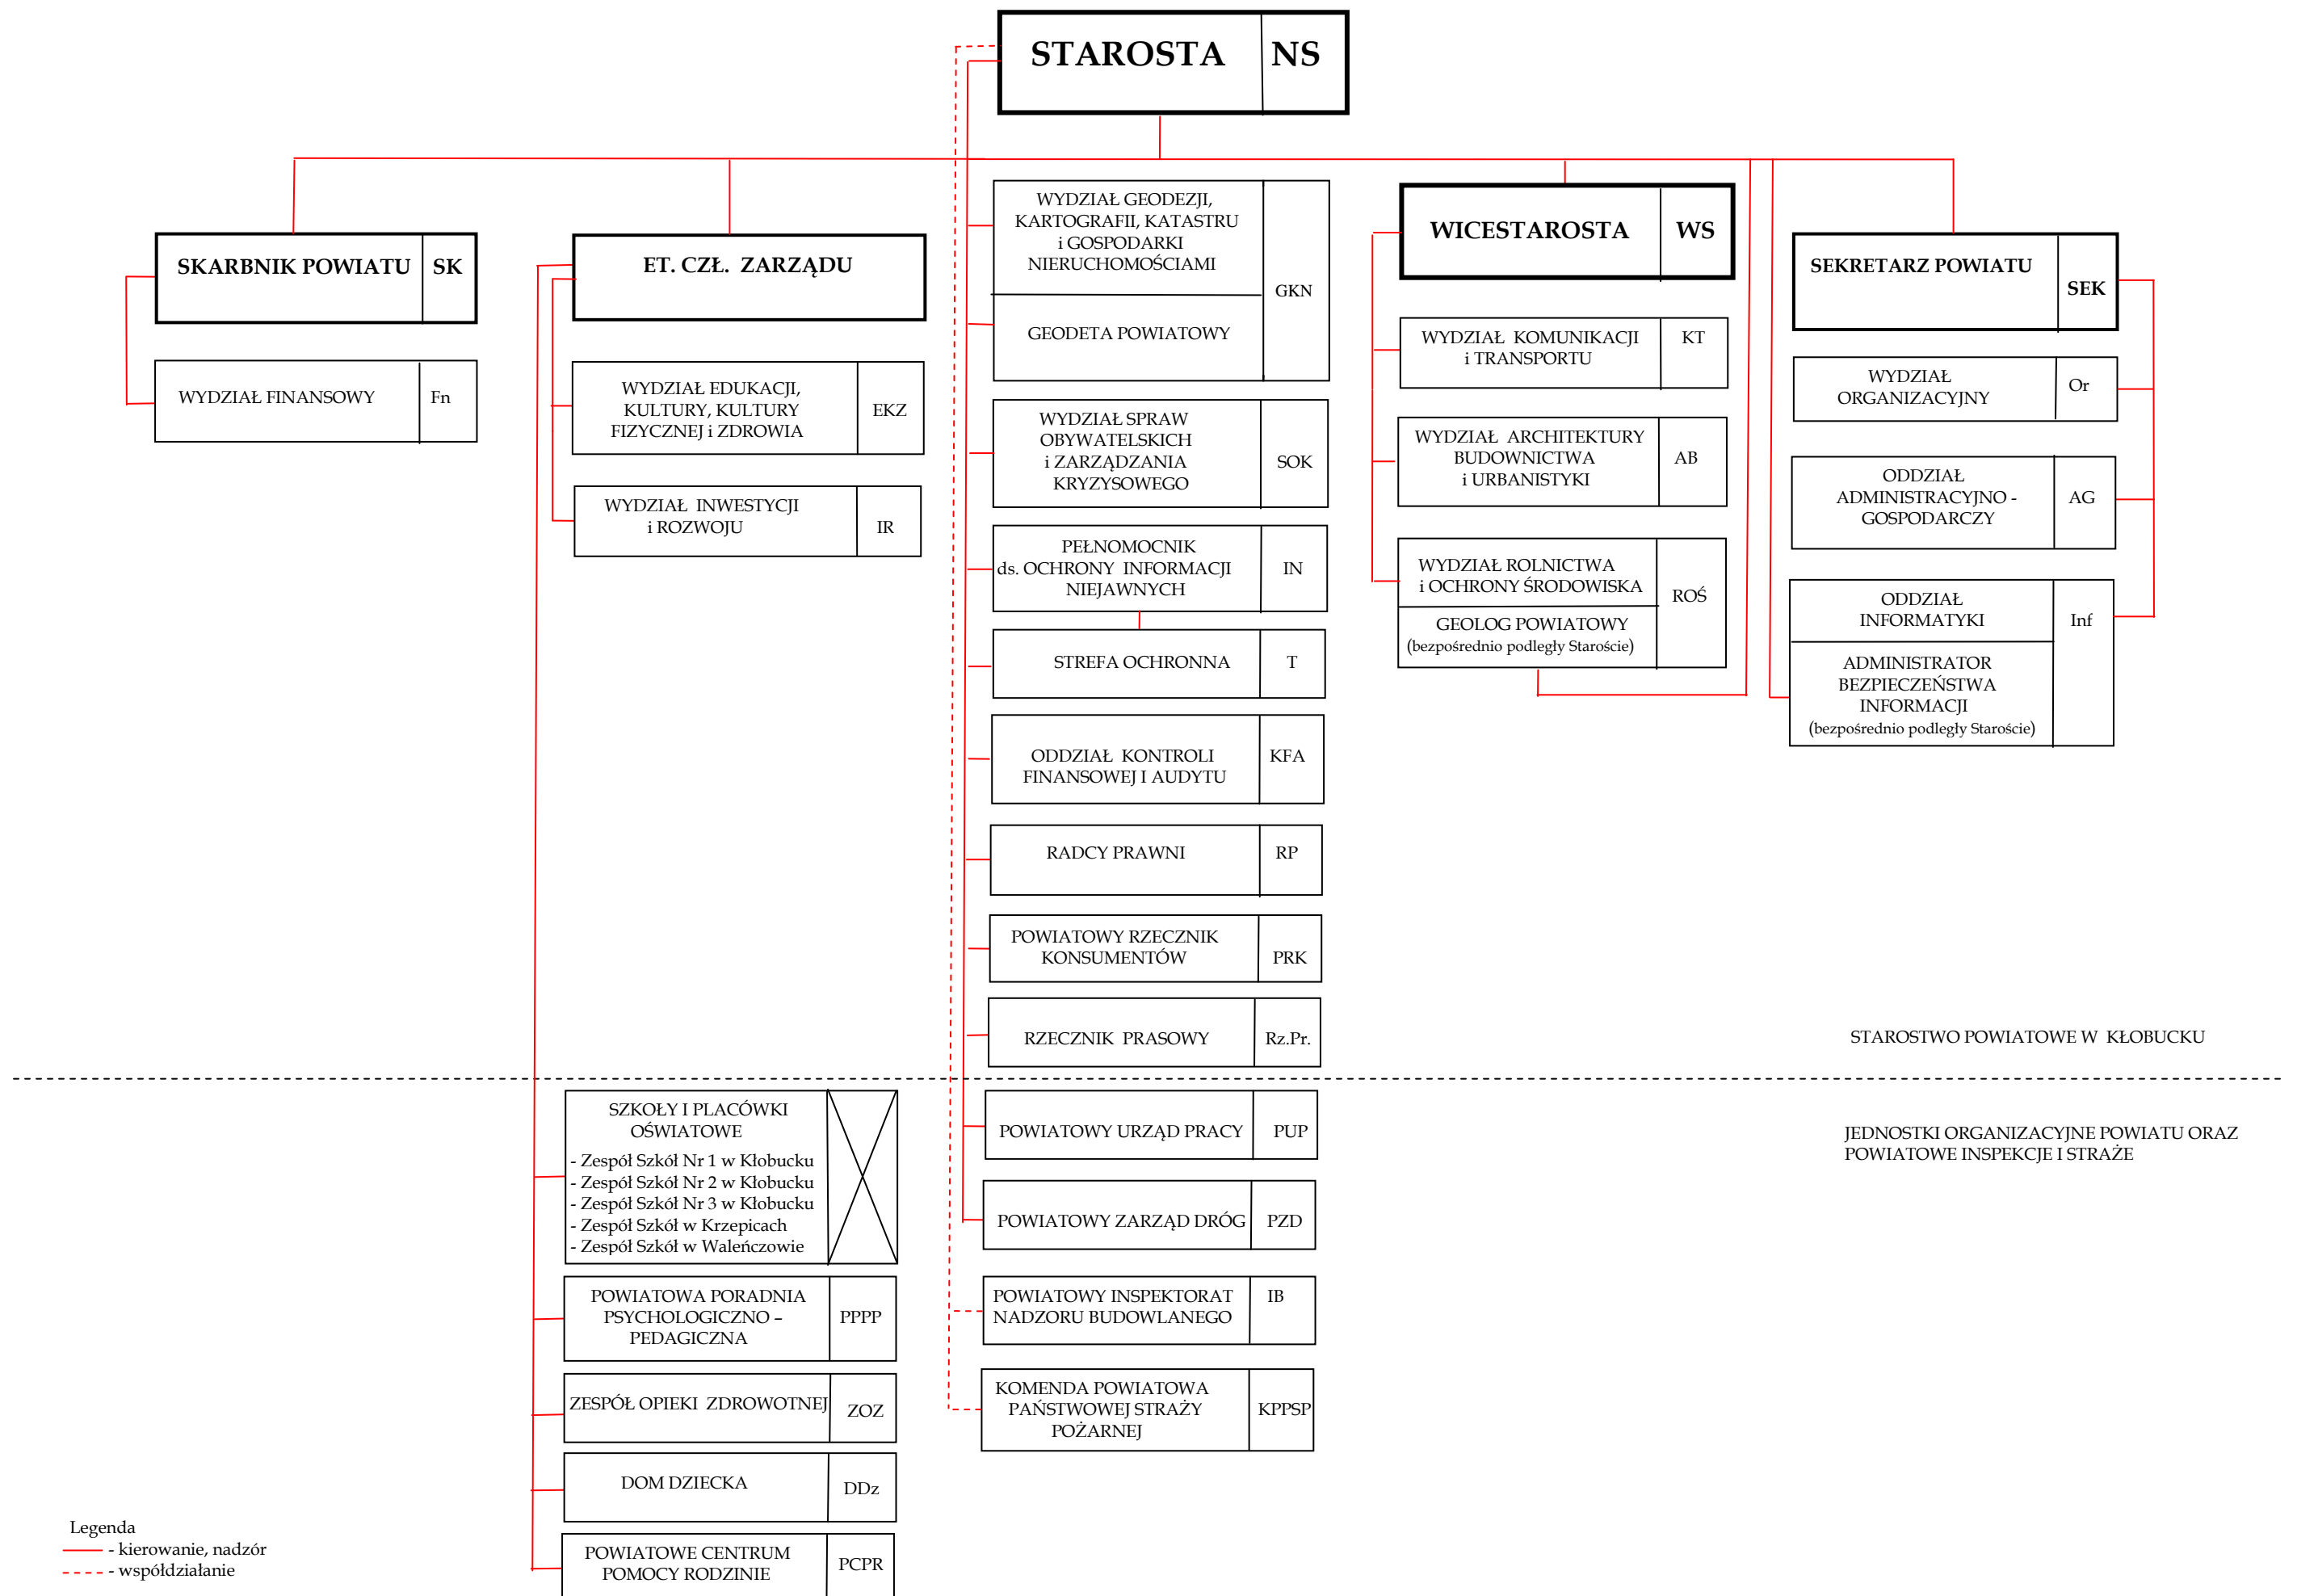 STAROSTA NS
SKARBNIK POWIATU SK
WYDZIAŁ FINANSOWY Fn
ET. CZŁ. ZARZĄDU
WYDZIAŁ EDUKACJI,
KULTURY, KULTURY
FIZYCZNEJ i ZDROWIA
EKZ
WYDZIAŁ INWESTYCJI
i ROZWOJU
IR
WYDZIAŁ GEODEZJI,
KARTOGRAFII, KATASTRU
i GOSPODARKI
NIERUCHOMOŚCIAMI
GKN
GEODETA POWIATOWY
WYDZIAŁ SPRAW
OBYWATELSKICH
i ZARZĄDZANIA
KRYZYSOWEGO
SOK
PEŁNOMOCNIK
ds. OCHRONY INFORMACJI
NIEJAWNYCH
IN
STREFA OCHRONNA T
ODDZIAŁ KONTROLI
FINANSOWEJ I AUDYTU
KFA
RADCY PRAWNI RP
POWIATOWY RZECZNIK
KONSUMENTÓW
PRK
RZECZNIK PRASOWY Rz.Pr.
WICESTAROSTA WS
WYDZIAŁ KOMUNIKACJI
i TRANSPORTU
KT
WYDZIAŁ ARCHITEKTURY
BUDOWNICTWA
i URBANISTYKI
AB
WYDZIAŁ ROLNICTWA
i OCHRONY ŚRODOWISKA
ROŚ
GEOLOG POWIATOWY
(bezpośrednio podległy Staroście)
SEKRETARZ POWIATU
SEK
WYDZIAŁ
ORGANIZACYJNY
Or
ODDZIAŁ
ADMINISTRACYJNO -
GOSPODARCZY
AG
ODDZIAŁ
INFORMATYKI
Inf
ADMINISTRATOR
BEZPIECZEŃSTWA
INFORMACJI
(bezpośrednio podległy Staroście)
STAROSTWO POWIATOWE W KŁOBUCKU
JEDNOSTKI ORGANIZACYJNE POWIATU ORAZ
POWIATOWE INSPEKCJE I STRAŻE
SZKOŁY I PLACÓWKI
OŚWIATOWE
- Zespół Szkół Nr 1 w Kłobucku
- Zespół Szkół Nr 2 w Kłobucku
- Zespół Szkół Nr 3 w Kłobucku
- Zespół Szkół w Krzepicach
- Zespół Szkół w Waleńczowie
POWIATOWA PORADNIA
PSYCHOLOGICZNO –
PEDAGICZNA
PPPP
ZESPÓŁ OPIEKI ZDROWOTNEJ ZOZ
DOM DZIECKA DDz
POWIATOWE CENTRUM
POMOCY RODZINIE
PCPR
POWIATOWY URZĄD PRACY PUP
POWIATOWY ZARZĄD DRÓG PZD
POWIATOWY INSPEKTORAT
NADZORU BUDOWLANEGO
IB
KOMENDA POWIATOWA
PAŃSTWOWEJ STRAŻY
POŻARNEJ
KPPSP
Legenda
- kierowanie, nadzór
- współdziałanie